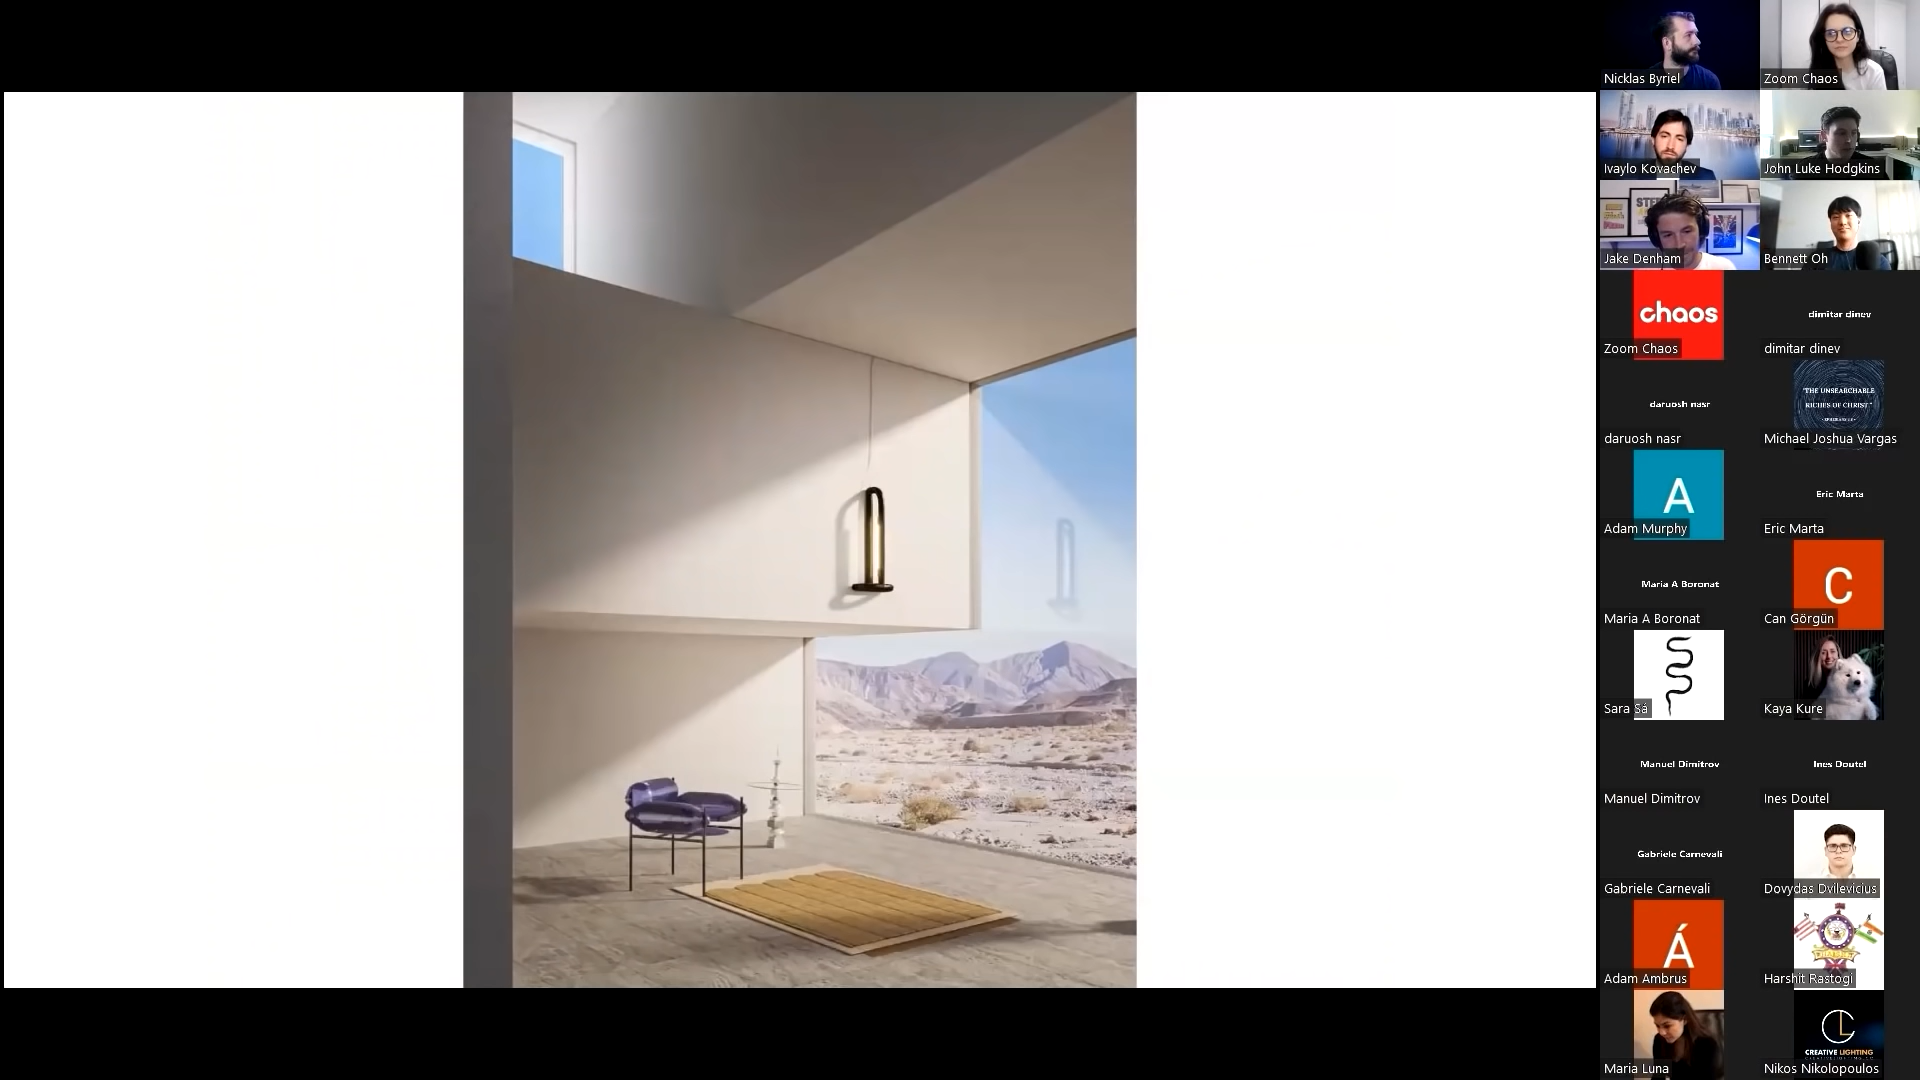 Nicklas Byriel
Zoom Chaos
Ivaylo Kovachev
John Luke Hodgkins
Jake Denham
Bennett Oh
chaos
Zoom Chaos
dimitar dinev
dimitar dinev
daruosh nasr
daruosh nasr
"THE UNSEARCHABLE
RICHES OF CHRIST."
Michael Joshua Vargas
A
Adam Murphy
Eric Marta
Eric Marta
Maria A Boronat
Maria A Boronat
C
Can Görgün
Sara Sá
Kaya Kure
Manuel Dimitrov
Manuel Dimitrov
Ines Doutel
Ines Doutel
Gabriele Carnevali
Gabriele Carnevali
Dovydas Dvilevicius
Á
Adam Ambrus
Harshit Rastogi
Maria Luna
CL
CREATIVE LIGHTING
Nikos Nikolopoulos